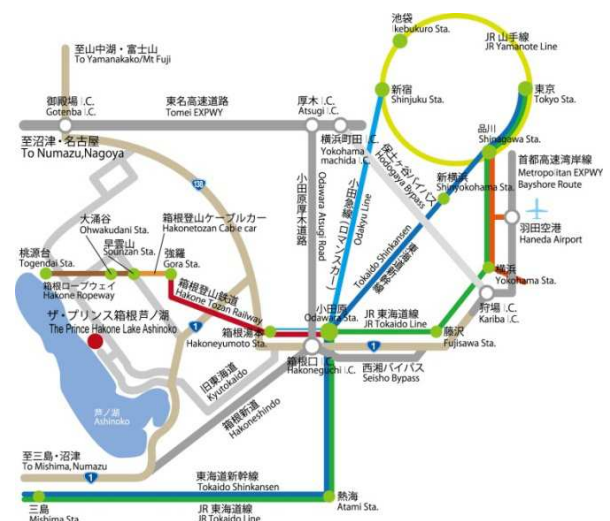 池袋
Ikebukuro Sta.
JR 山手線
JR Yamanote Line
至山中湖・富士山
To Yamanakako/Mt Fuji
新宿
Shinjuku Sta.
東京
Tokyo Sta.
御殿場 I.C.
Gotenba I.C.
東名高速道路
Tomei EXPWY
厚木 I.C.
Atsugi I.C.
品川
Shinagawa Sta.
至沼津・名古屋
To Numazu,Nagoya
横浜町田 I.C.
Yokohama
machida I.C.
保土ヶ谷バイパス
Hodogaya Bypass
首都高速湾岸線
Metropolitan EXPWY
Bayshore Route
138
新横浜
Shinyokohama Sta.
小田原厚木道路
Odawara Atsugi Road
小田急線(ロマンスカー)
Odakyu Line
大涌谷
Ohwakudani Sta.
箱根登山ケーブルカー
Hakonetozan Cable car
早雲山
Sounzan Sta.
羽田空港
Haneda Airport
東海道新幹線
Tokaido Shinkansen
桃源台
Togendai Sta.
強羅
Gora Sta.
横浜
Yokohama Sta.
箱根ロープウェイ
Hakone Ropeway
箱根登山鉄道
Hakone Tozan Railway
狩場 I.C.
Kariba I.C.
ザ・プリンス箱根芦ノ湖
The Prince Hakone Lake Ashinoko
1
箱根湯本
Hakoneyumoto Sta.
小田原
Odawara Sta.
JR 東海道線
JR Tokaido Line
藤沢
Fujisawa Sta.
箱根口 I.C.
Hakoneguchi I.C.
1
西湘バイパス
Seisho Bypass
旧東海道
Kyutokaido
芦ノ湖
Ashinoko
箱根新道
Hakoneshindo
至三島・沼津
To Mishima, Numazu
1
東海道新幹線
Tokaido Shinkansen
三島
Mishima Sta.
JR 東海道線
JR Tokaido Line
熱海
Atami Sta.